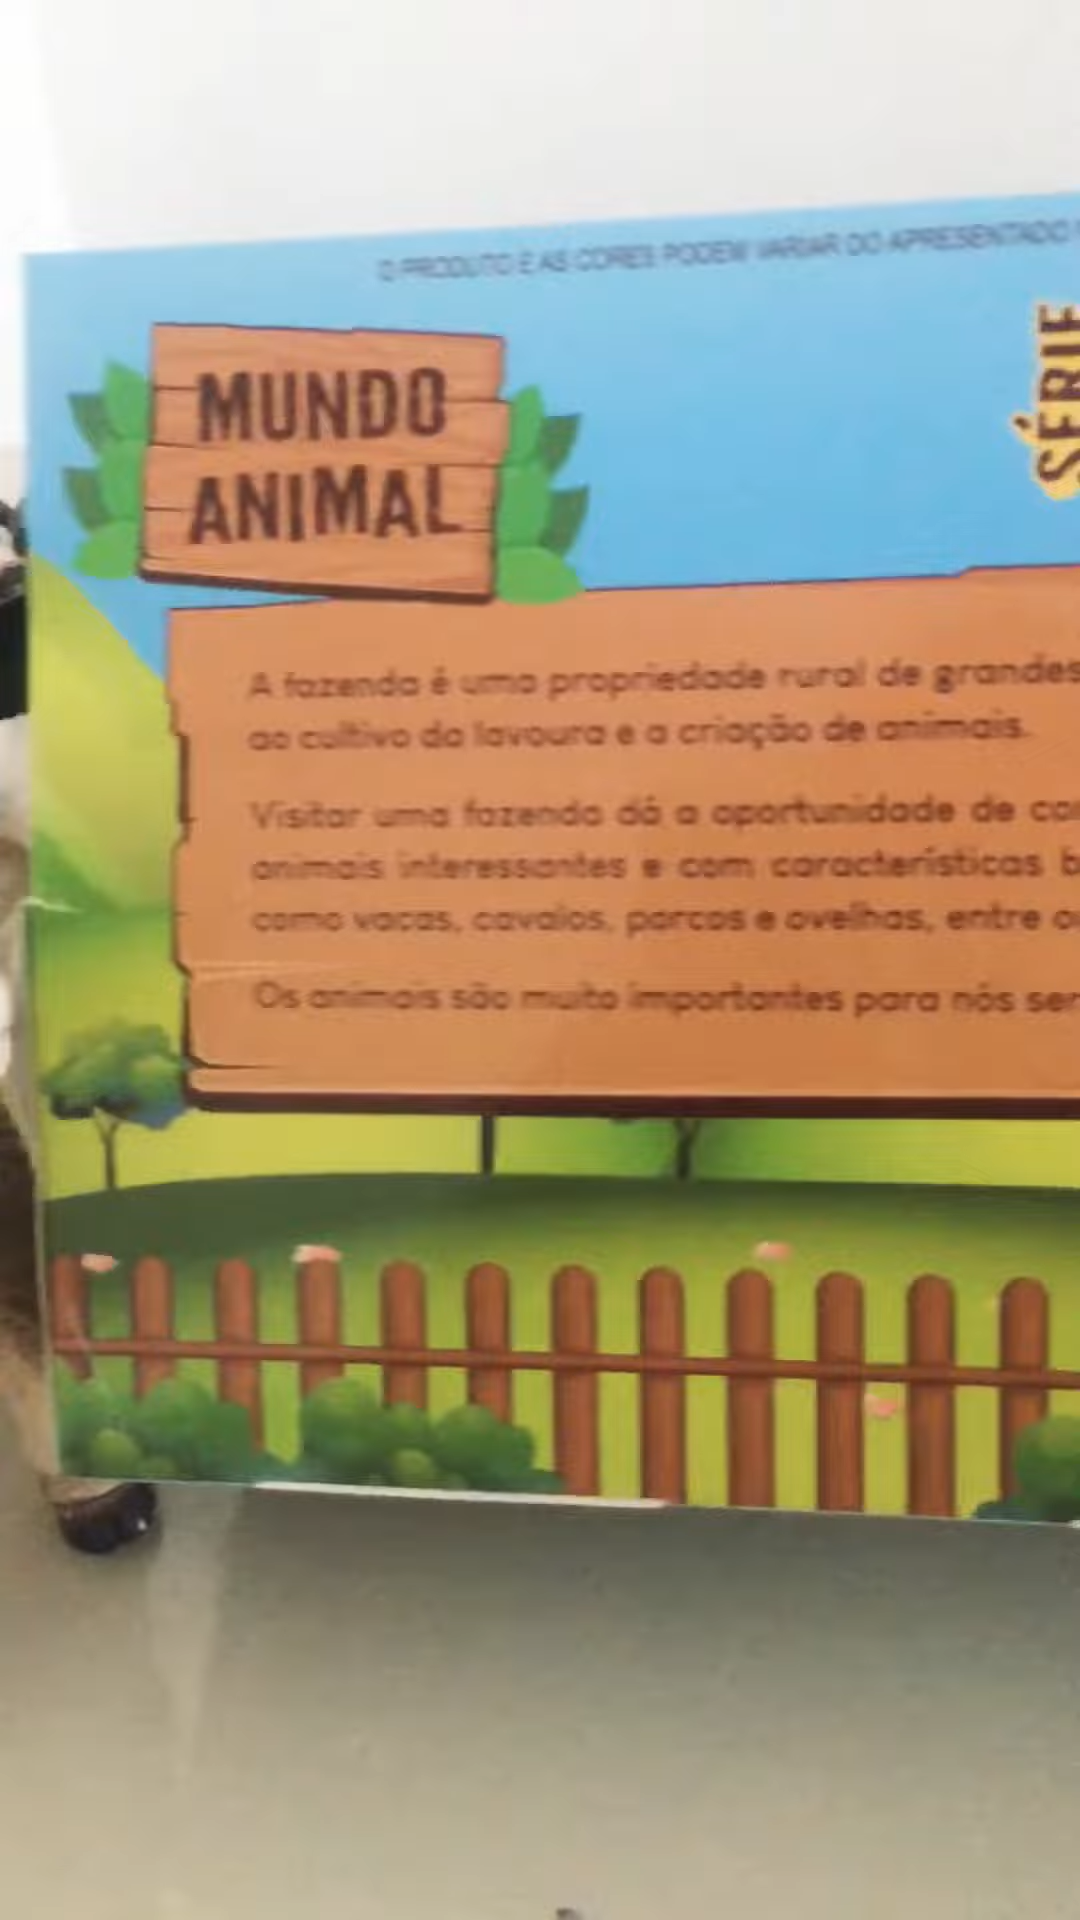 O PRODUTO E AS CORES PODEM VARIAR DO APRESENTADO
MUNDO
ANIMAL
SÉRIE
A fazenda é uma propriedade rural de grandes
ao cultivo da lavoura e a criação de animais.
Visitar uma fazenda dá a oportunidade de
animais interessantes e com características
como vacas, cavalos, porcos e ovelhas, entre
Os animais são muito importantes para nós